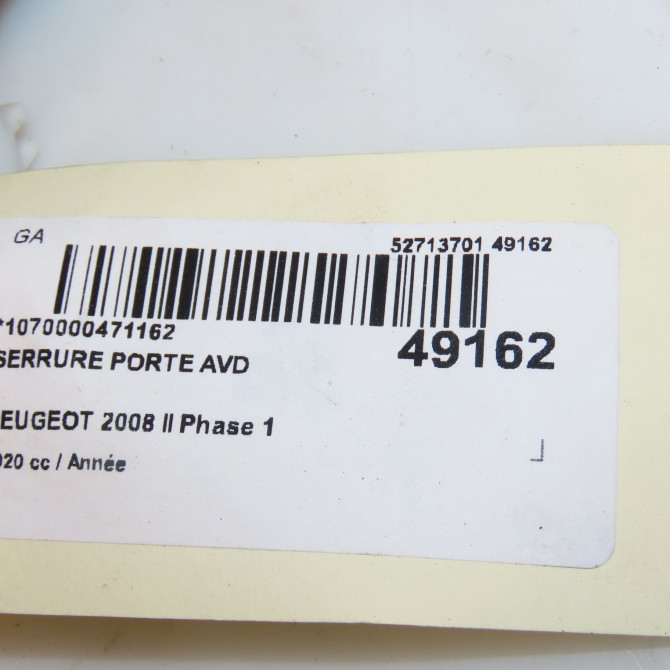 GA
52713701 49162
*1070000471162
49162
SERRURE PORTE AVD
EUGEOT 2008 II Phase 1
020 cc / Année